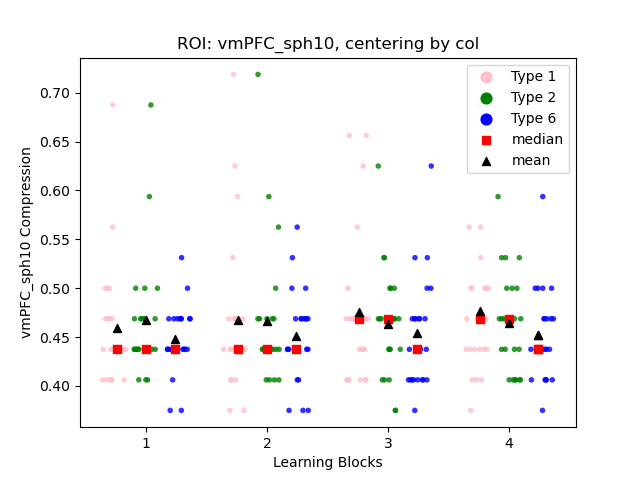 ROI: vmPFC_sph10, centering by col
Type 1
Type 2
Type 6
median
mean
vmPFC_sph10 Compression
0.70
0.65
0.60
0.55
0.50
0.45
0.40
1 2 3 4
Learning Blocks